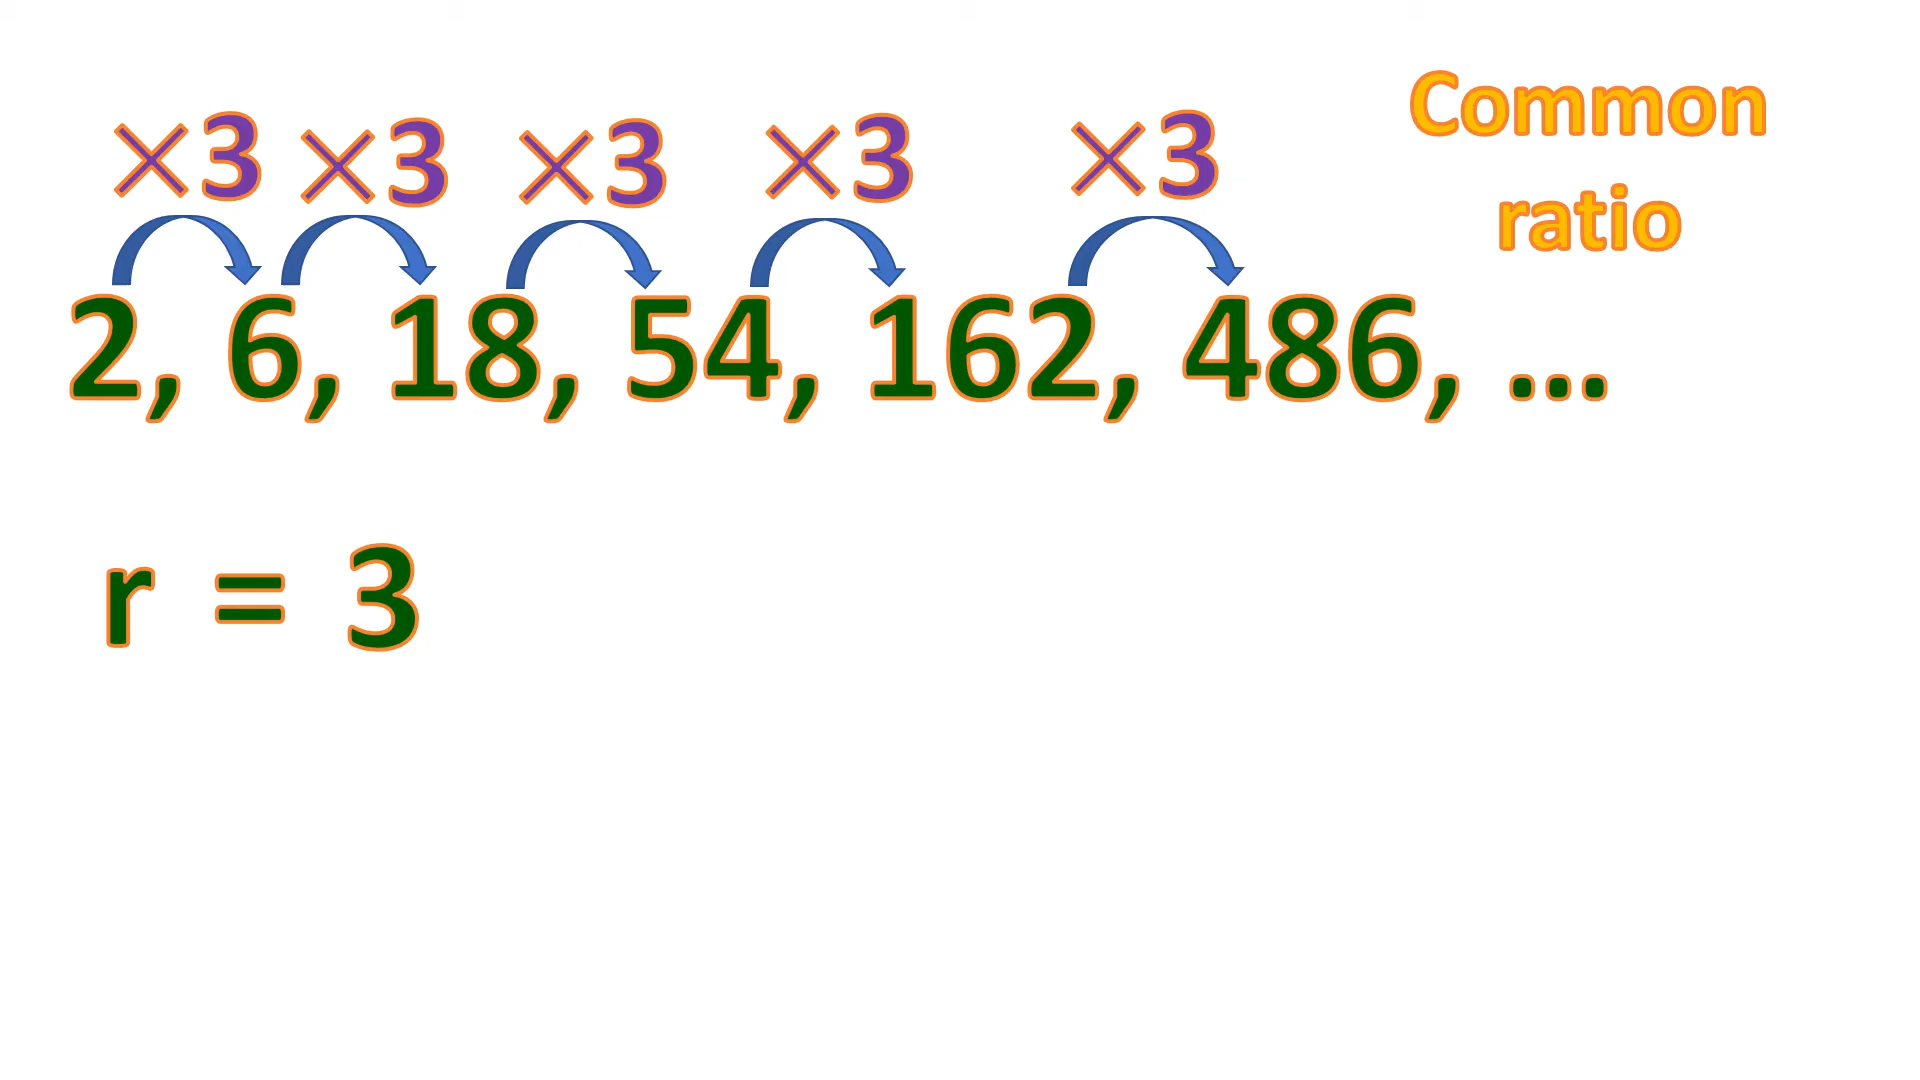 Common
ratio
×3 ×3 ×3 ×3 ×3
2, 6, 18, 54, 162, 486, ...
r = 3